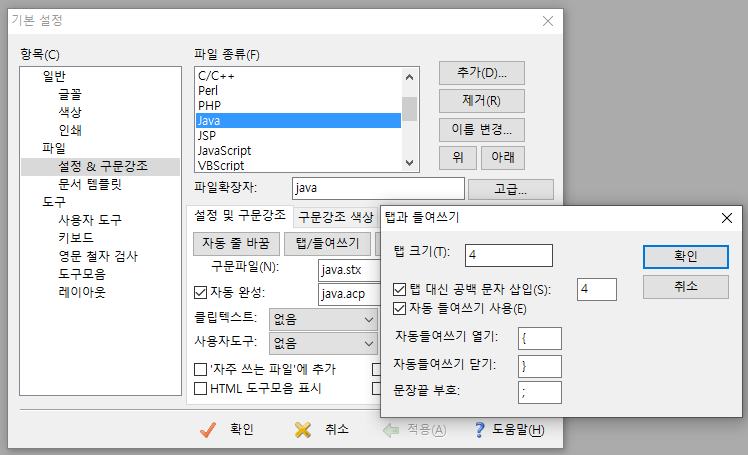 기본 설정
항목(C)
일반
글꼴
색상
인쇄
파일
설정 & 구문강조
문서 템플릿
도구
사용자 도구
키보드
영문 철자 검사
도구모음
레이아웃
파일 종류(F)
C/C++
Perl
PHP
Java
JSP
JavaScript
VBScript
추가(D)...
제거(R)
이름 변경...
위 아래
파일확장자: java 고급...
설정 및 구문강조 구문강조 색상
자동 줄 바꿈 탭/들여쓰기
구문파일(N): java.stx
자동 완성: java.acp
클립텍스트: 없음
사용자도구: 없음
'자주 쓰는 파일'에 추가
HTML 도구모음 표시
확인 취소 적용(A) 도움말(H)
탭과 들여쓰기
탭 크기(T): 4 확인
탭 대신 공백 문자 삽입(S): 4 취소
자동 들여쓰기 사용(E)
자동들여쓰기 열기: {
자동들여쓰기 닫기: }
문장끝 부호: ;